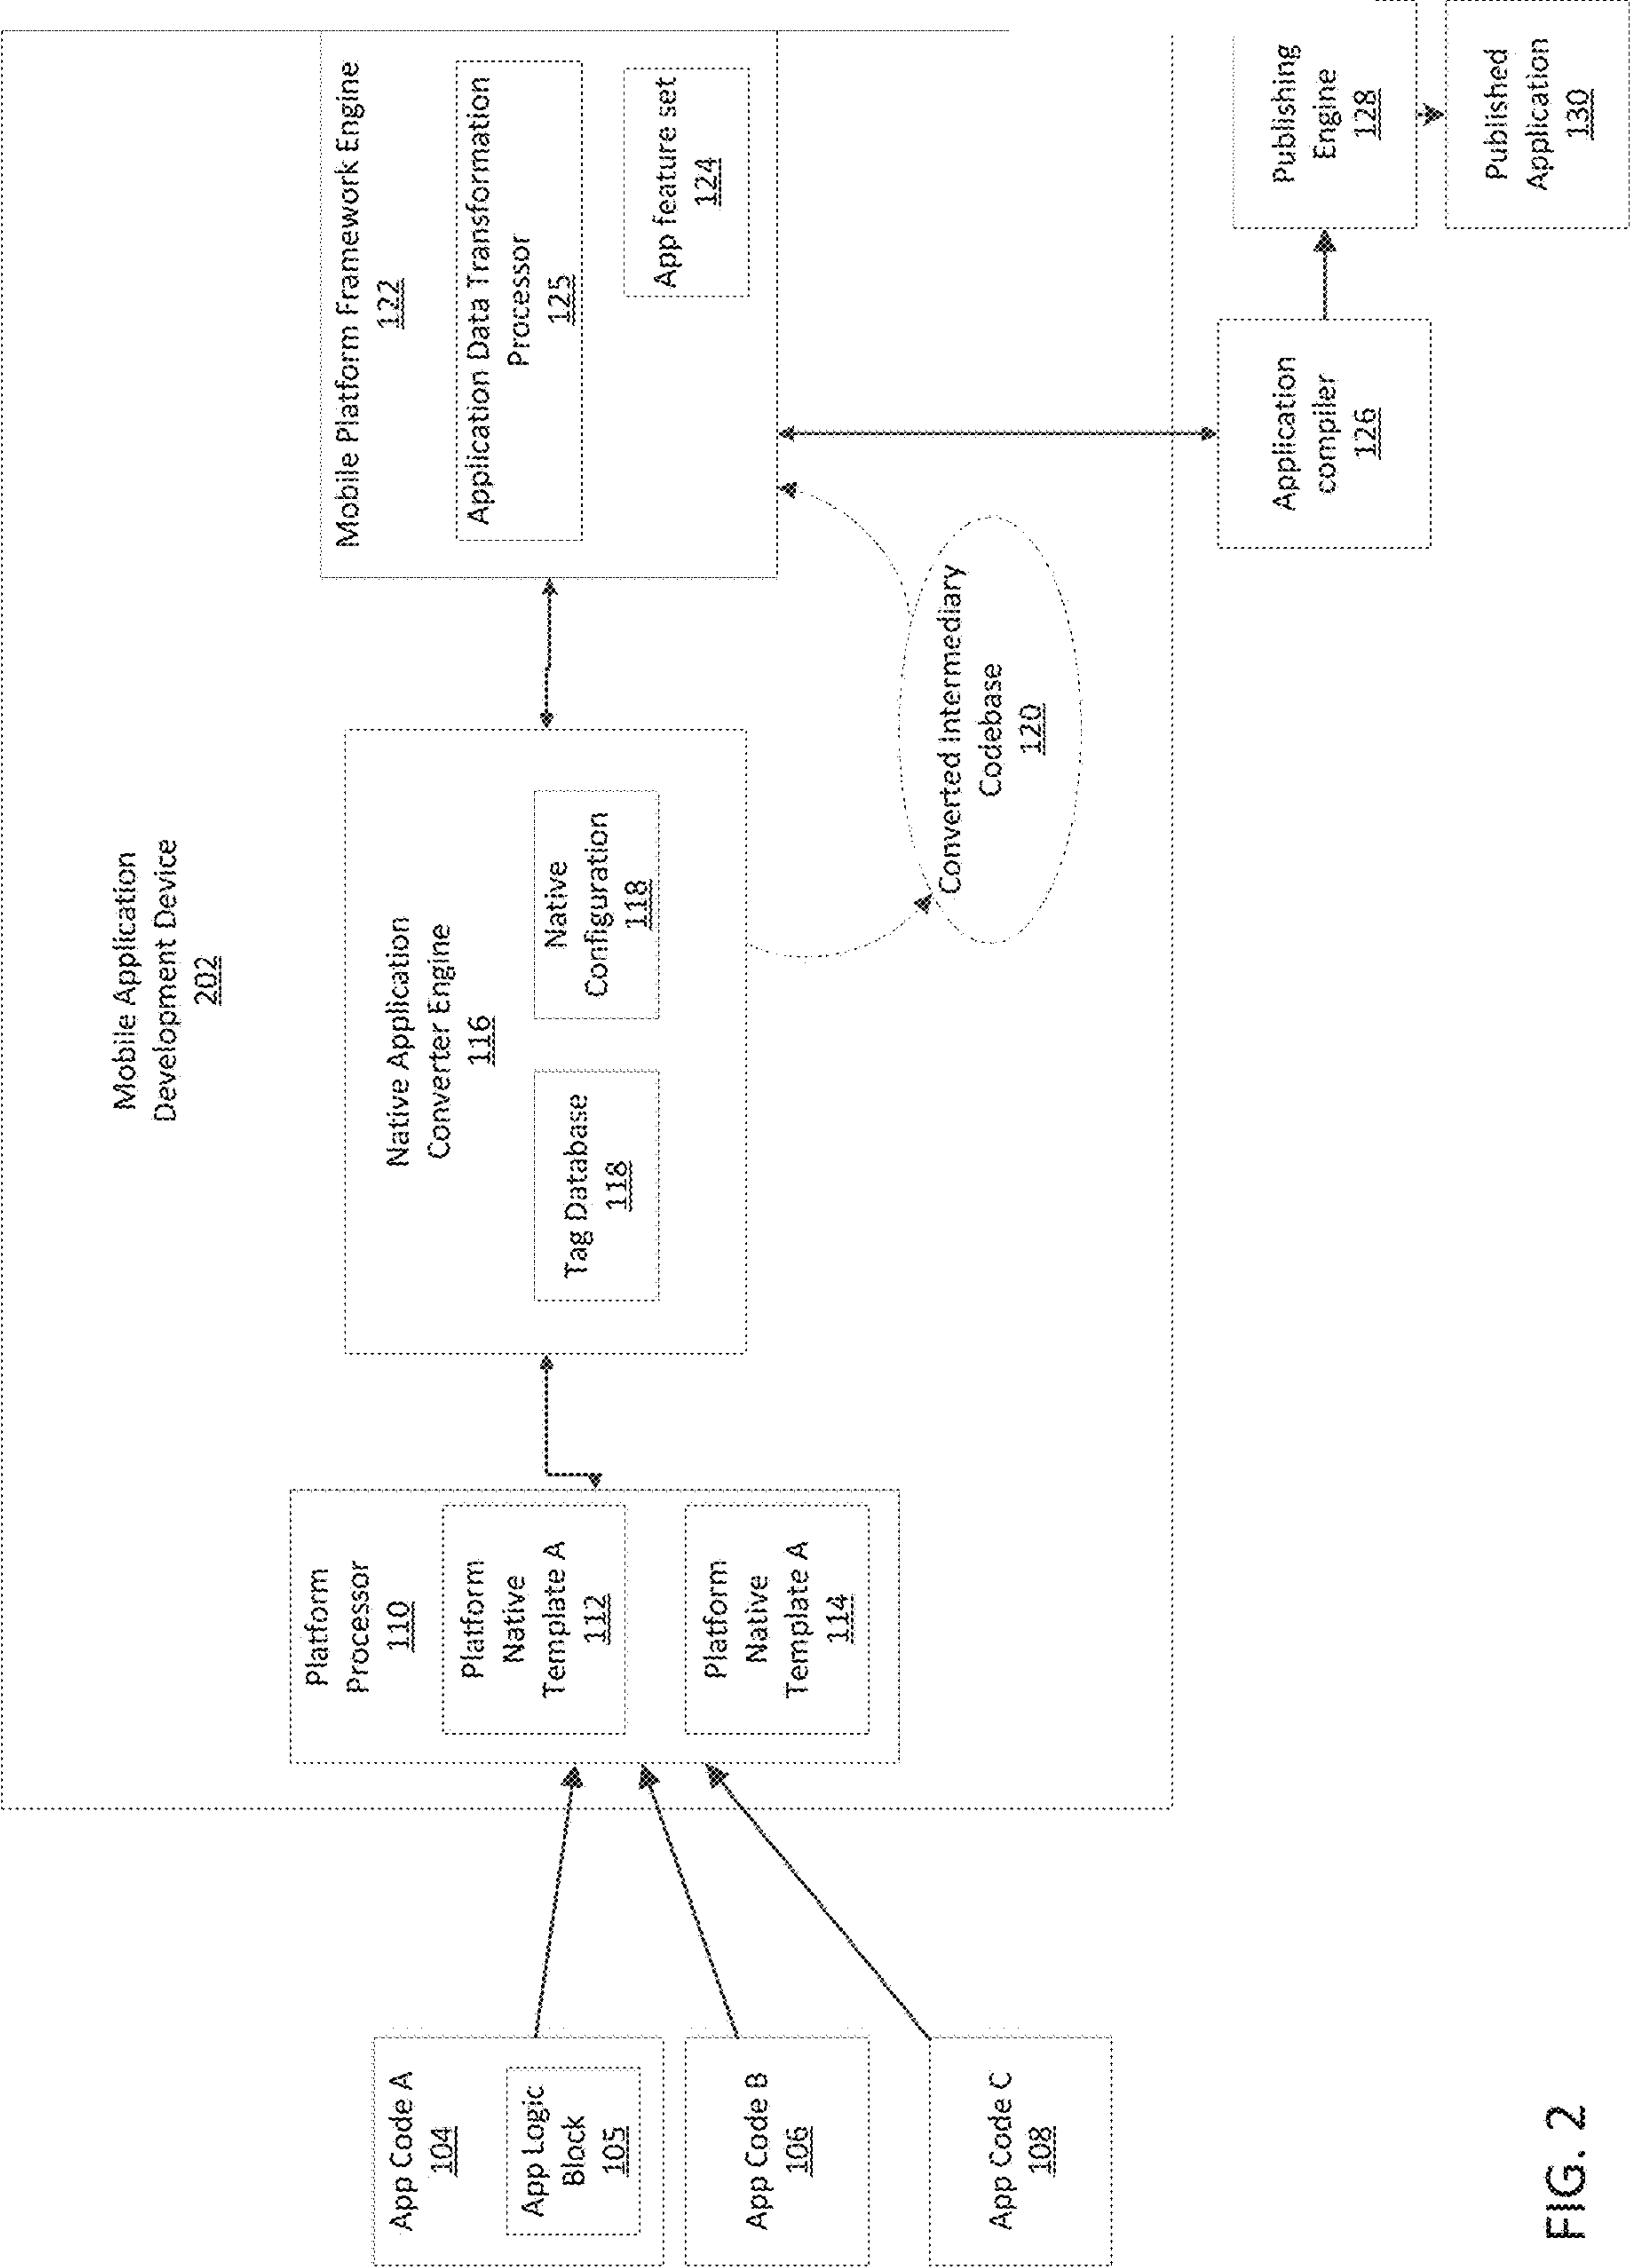 Mobile Application
Development Device
202
App Code A
104
App Logic
Block
105
App Code B
106
App Code C
108
Platform
Processor
110
Platform
Native
Template A
112
Platform
Native
Template A
114
Native Application
Converter Engine
116
Tag Database
118
Native
Configuration
118
Converted Intermediary
Codebase
120
Mobile Platform Framework Engine
122
Application Data Transformation
Processor
125
App feature set
124
Application
compiler
126
Publishing
Engine
128
Published
Application
130
FIG. 2